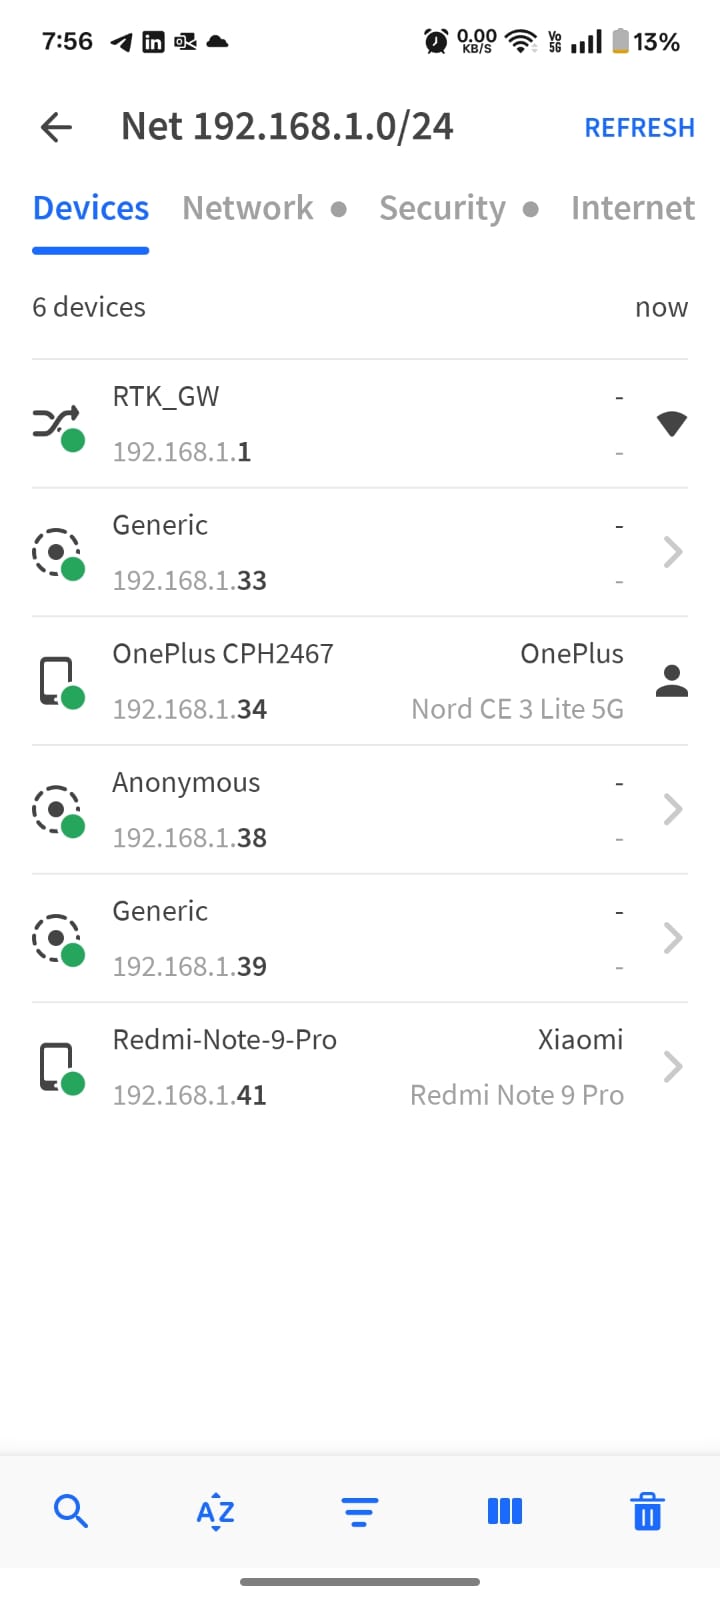 7:56 0.00 KB/S Vo 5G 13%
Net 192.168.1.0/24 REFRESH
Devices Network Security Internet
6 devices now
RTK_GW -
192.168.1.1 -
Generic -
192.168.1.33 -
OnePlus CPH2467 OnePlus
192.168.1.34 Nord CE 3 Lite 5G
Anonymous -
192.168.1.38 -
Generic -
192.168.1.39 -
Redmi-Note-9-Pro Xiaomi
192.168.1.41 Redmi Note 9 Pro
AZ